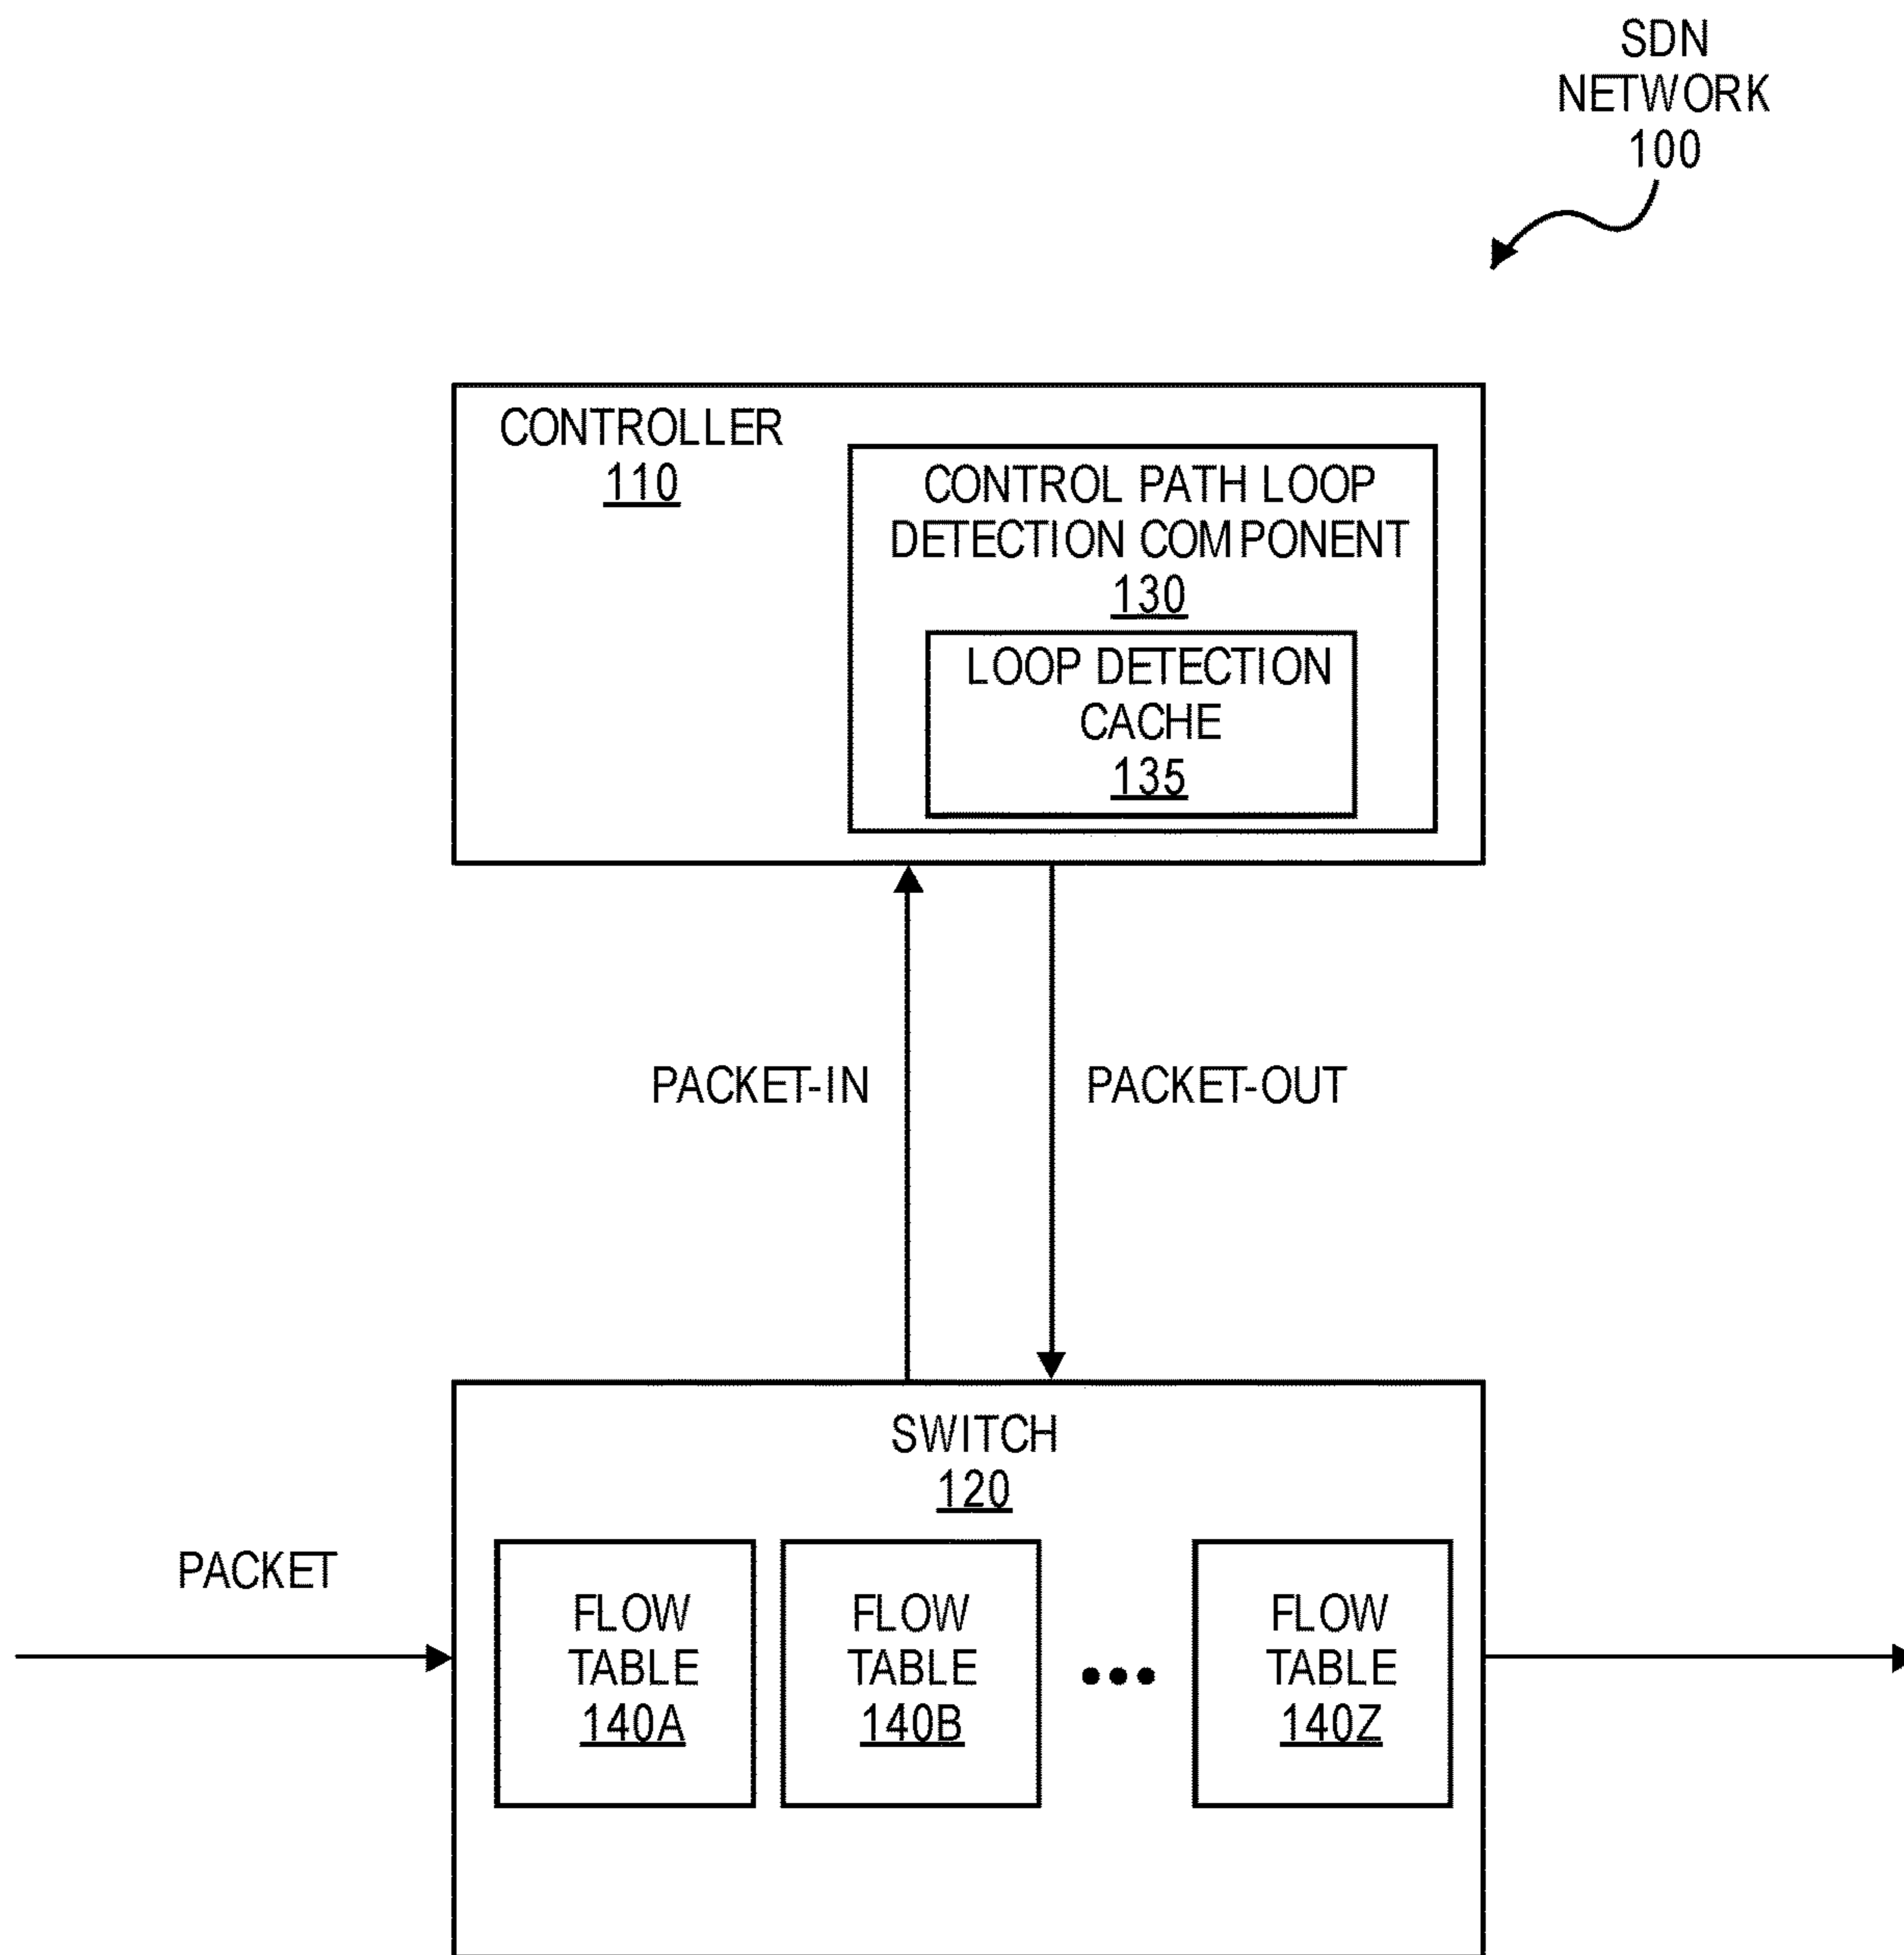 SDN
NETWORK
100
CONTROLLER
110
CONTROL PATH LOOP
DETECTION COMPONENT
130
LOOP DETECTION
CACHE
135
PACKET-IN
PACKET-OUT
SWITCH
120
PACKET
FLOW
TABLE
140A
FLOW
TABLE
140B
•••
FLOW
TABLE
140Z